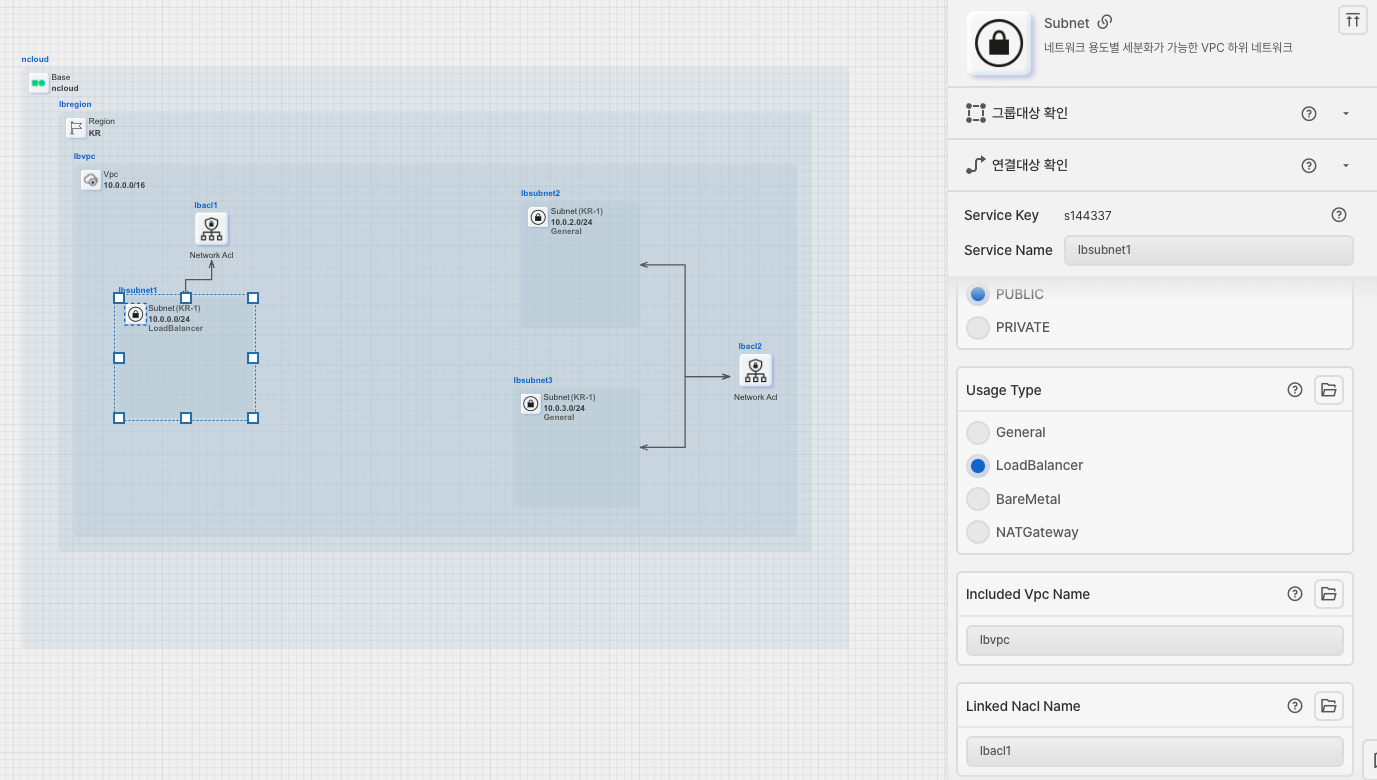 ncloud
Base
ncloud
lbregion
Region
KR
lbvpc
Vpc
10.0.0.0/16
lbacl1
Network Acl
lbsubnet1
Subnet (KR-1)
10.0.0.0/24
LoadBalancer
lbsubnet2
Subnet (KR-1)
10.0.2.0/24
General
lbacl2
Network Acl
lbsubnet3
Subnet (KR-1)
10.0.3.0/24
General
Subnet
네트워크 용도별 세분화가 가능한 VPC 하위 네트워크
그룹대상 확인
연결대상 확인
Service Key s144337
Service Name lbsubnet1
PUBLIC
PRIVATE
Usage Type
General
LoadBalancer
BareMetal
NATGateway
Included Vpc Name
lbvpc
Linked Nacl Name
lbacl1